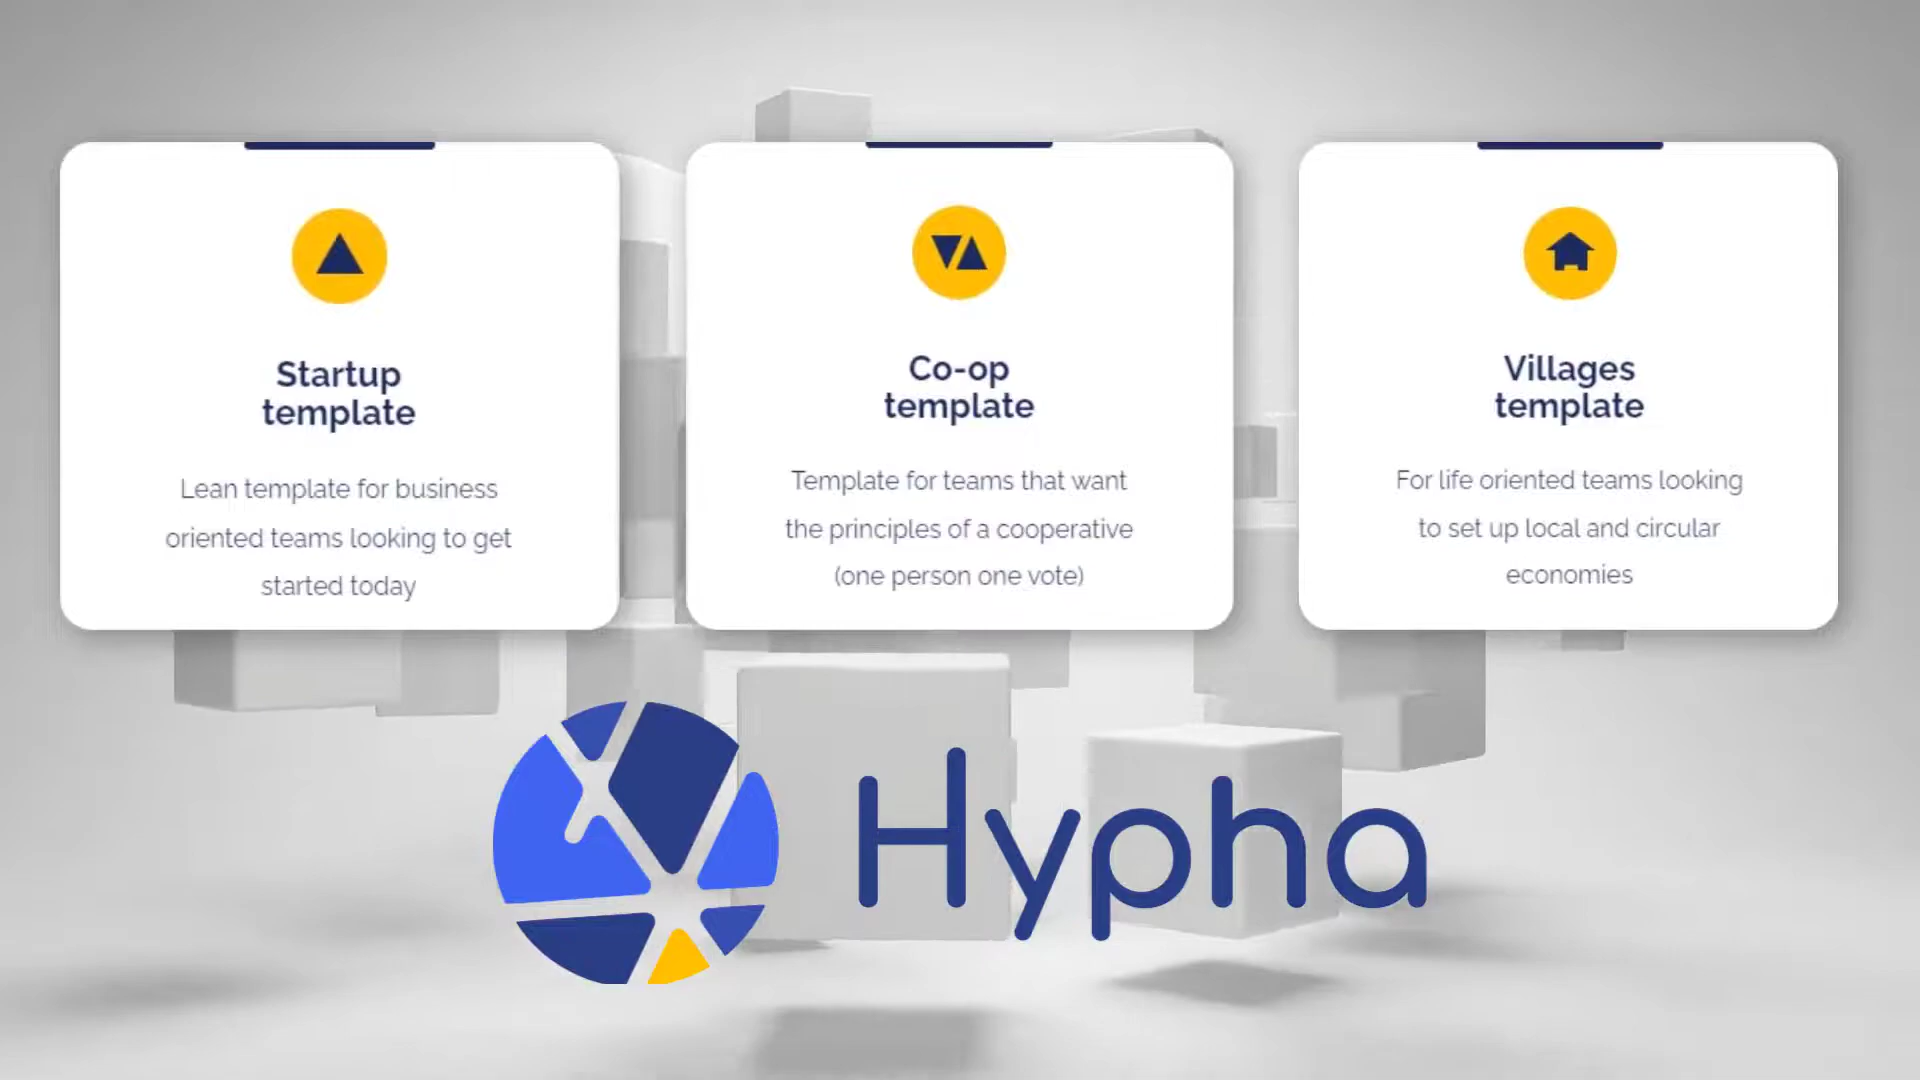 Startup
template
Lean template for business
oriented teams looking to get
started today
Co-op
template
Template for teams that want
the principles of a cooperative
(one person one vote)
Villages
template
For life oriented teams looking
to set up local and circular
economies
Hypha